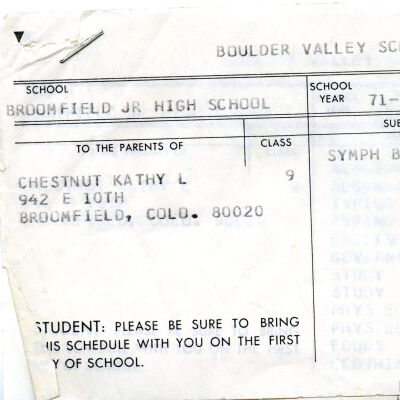 BOULDER VALLEY SC
SCHOOL
SCHOOL YEAR 71-
BROOMFIELD JR HIGH SCHOOL
SU
TO THE PARENTS OF
CLASS
SYMPH B
CHESTNUT KATHY L 9
942 E 10TH
BROOMFIELD, COLO. 80020
STUDENT: PLEASE BE SURE TO BRING
HIS SCHEDULE WITH YOU ON THE FIRST
Y OF SCHOOL.